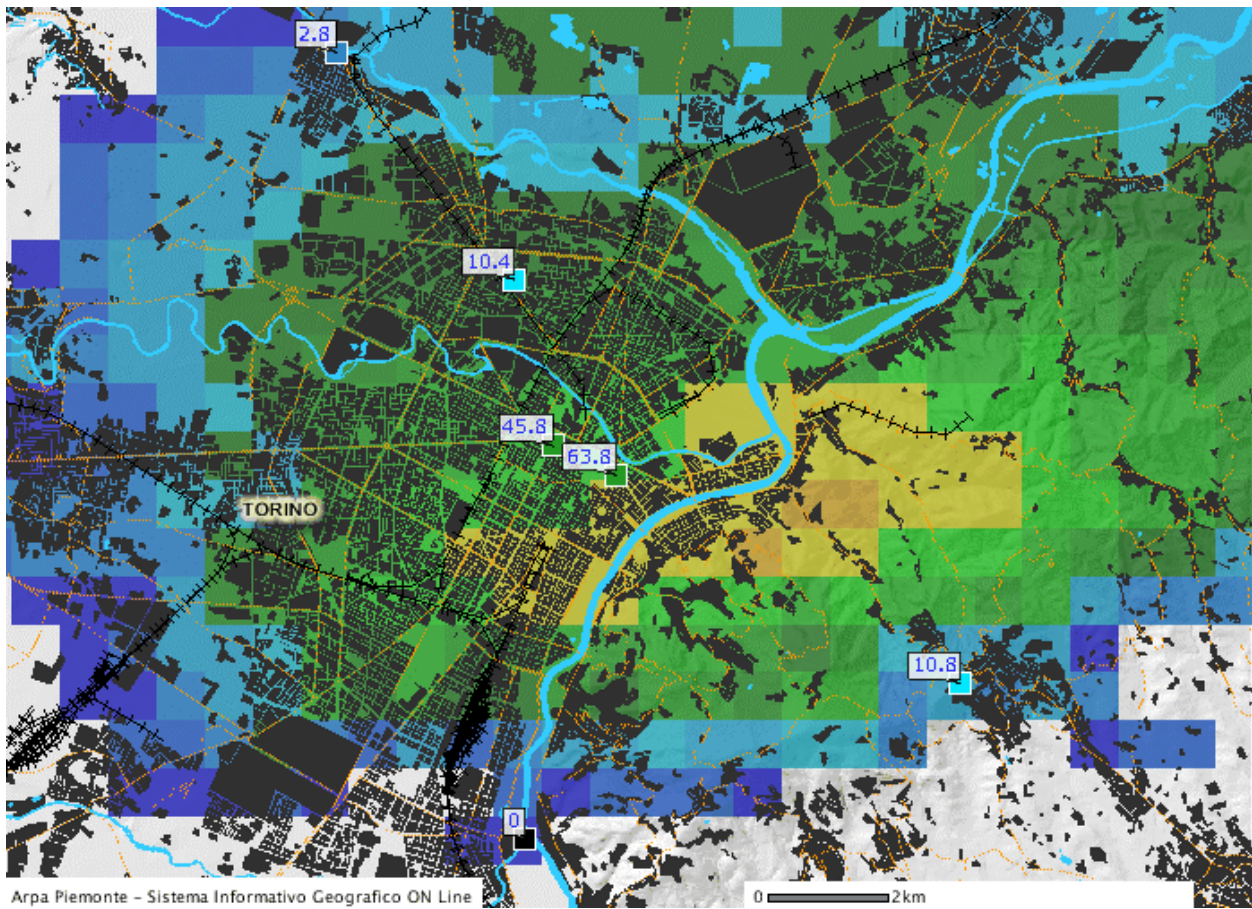 2.8
10.4
45.8
63.8
TORINO
10.8
0
Arpa Piemonte - Sistema Informativo Geografico ON Line
0 2km